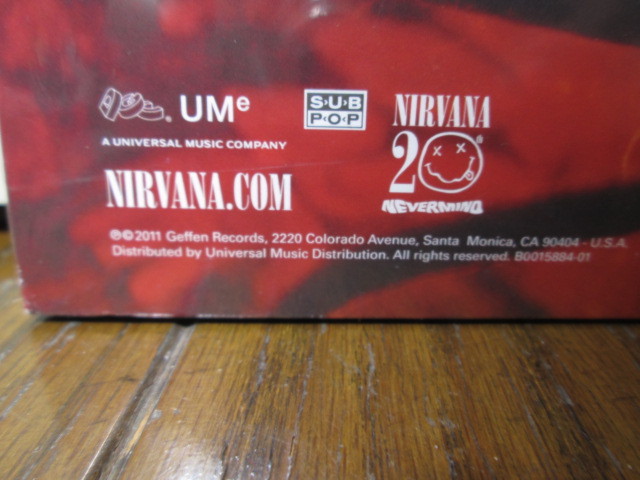 UMe
A UNIVERSAL MUSIC COMPANY
NIRVANA.COM
SUB
POP
NIRVANA
20
NEVERMIND
℗©2011 Geffen Records, 2220 Colorado Avenue, Santa Monica, CA 90404 - U.S.A.
Distributed by Universal Music Distribution. All rights reserved. B0015884-01